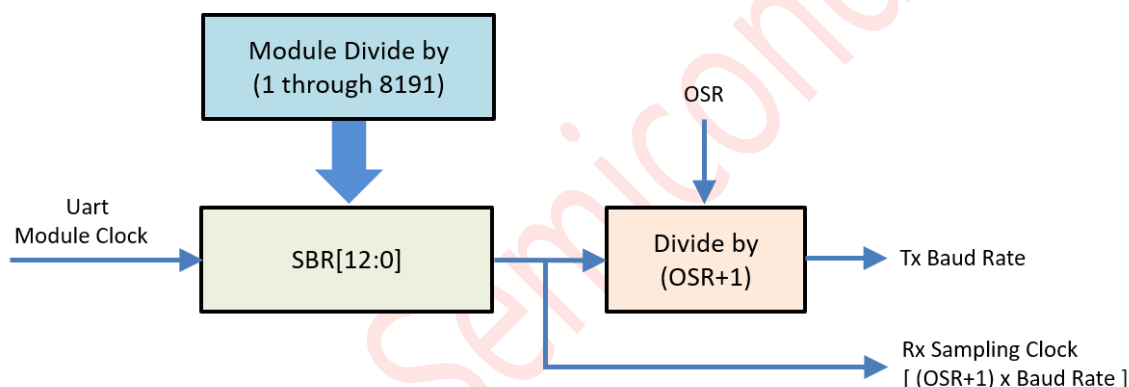 Module Divide by
(1 through 8191)
OSR
Uart
Module Clock
SBR[12:0]
Divide by
(OSR+1)
Tx Baud Rate
Rx Sampling Clock
[ (OSR+1) x Baud Rate ]
Semicon